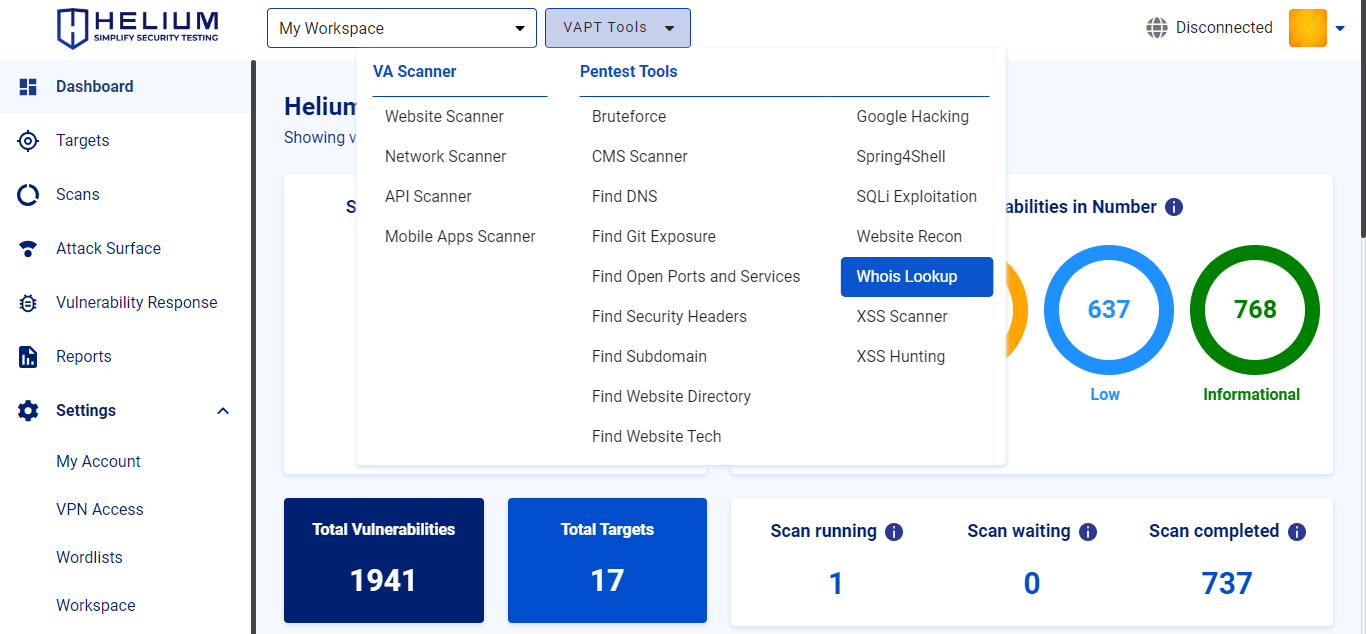 HELIUM
SIMPLIFY SECURITY TESTING
My Workspace
VAPT Tools
Disconnected
Dashboard
Targets
Scans
Attack Surface
Vulnerability Response
Reports
Settings
My Account
VPN Access
Wordlists
Workspace
VA Scanner
Website Scanner
Network Scanner
API Scanner
Mobile Apps Scanner
Pentest Tools
Bruteforce
CMS Scanner
Find DNS
Find Git Exposure
Find Open Ports and Services
Find Security Headers
Find Subdomain
Find Website Directory
Find Website Tech
Google Hacking
Spring4Shell
SQLi Exploitation
Website Recon
Whois Lookup
XSS Scanner
XSS Hunting
Helium
Showing v
S
abilities in Number
637
Low
768
Informational
Total Vulnerabilities
1941
Total Targets
17
Scan running
1
Scan waiting
0
Scan completed
737